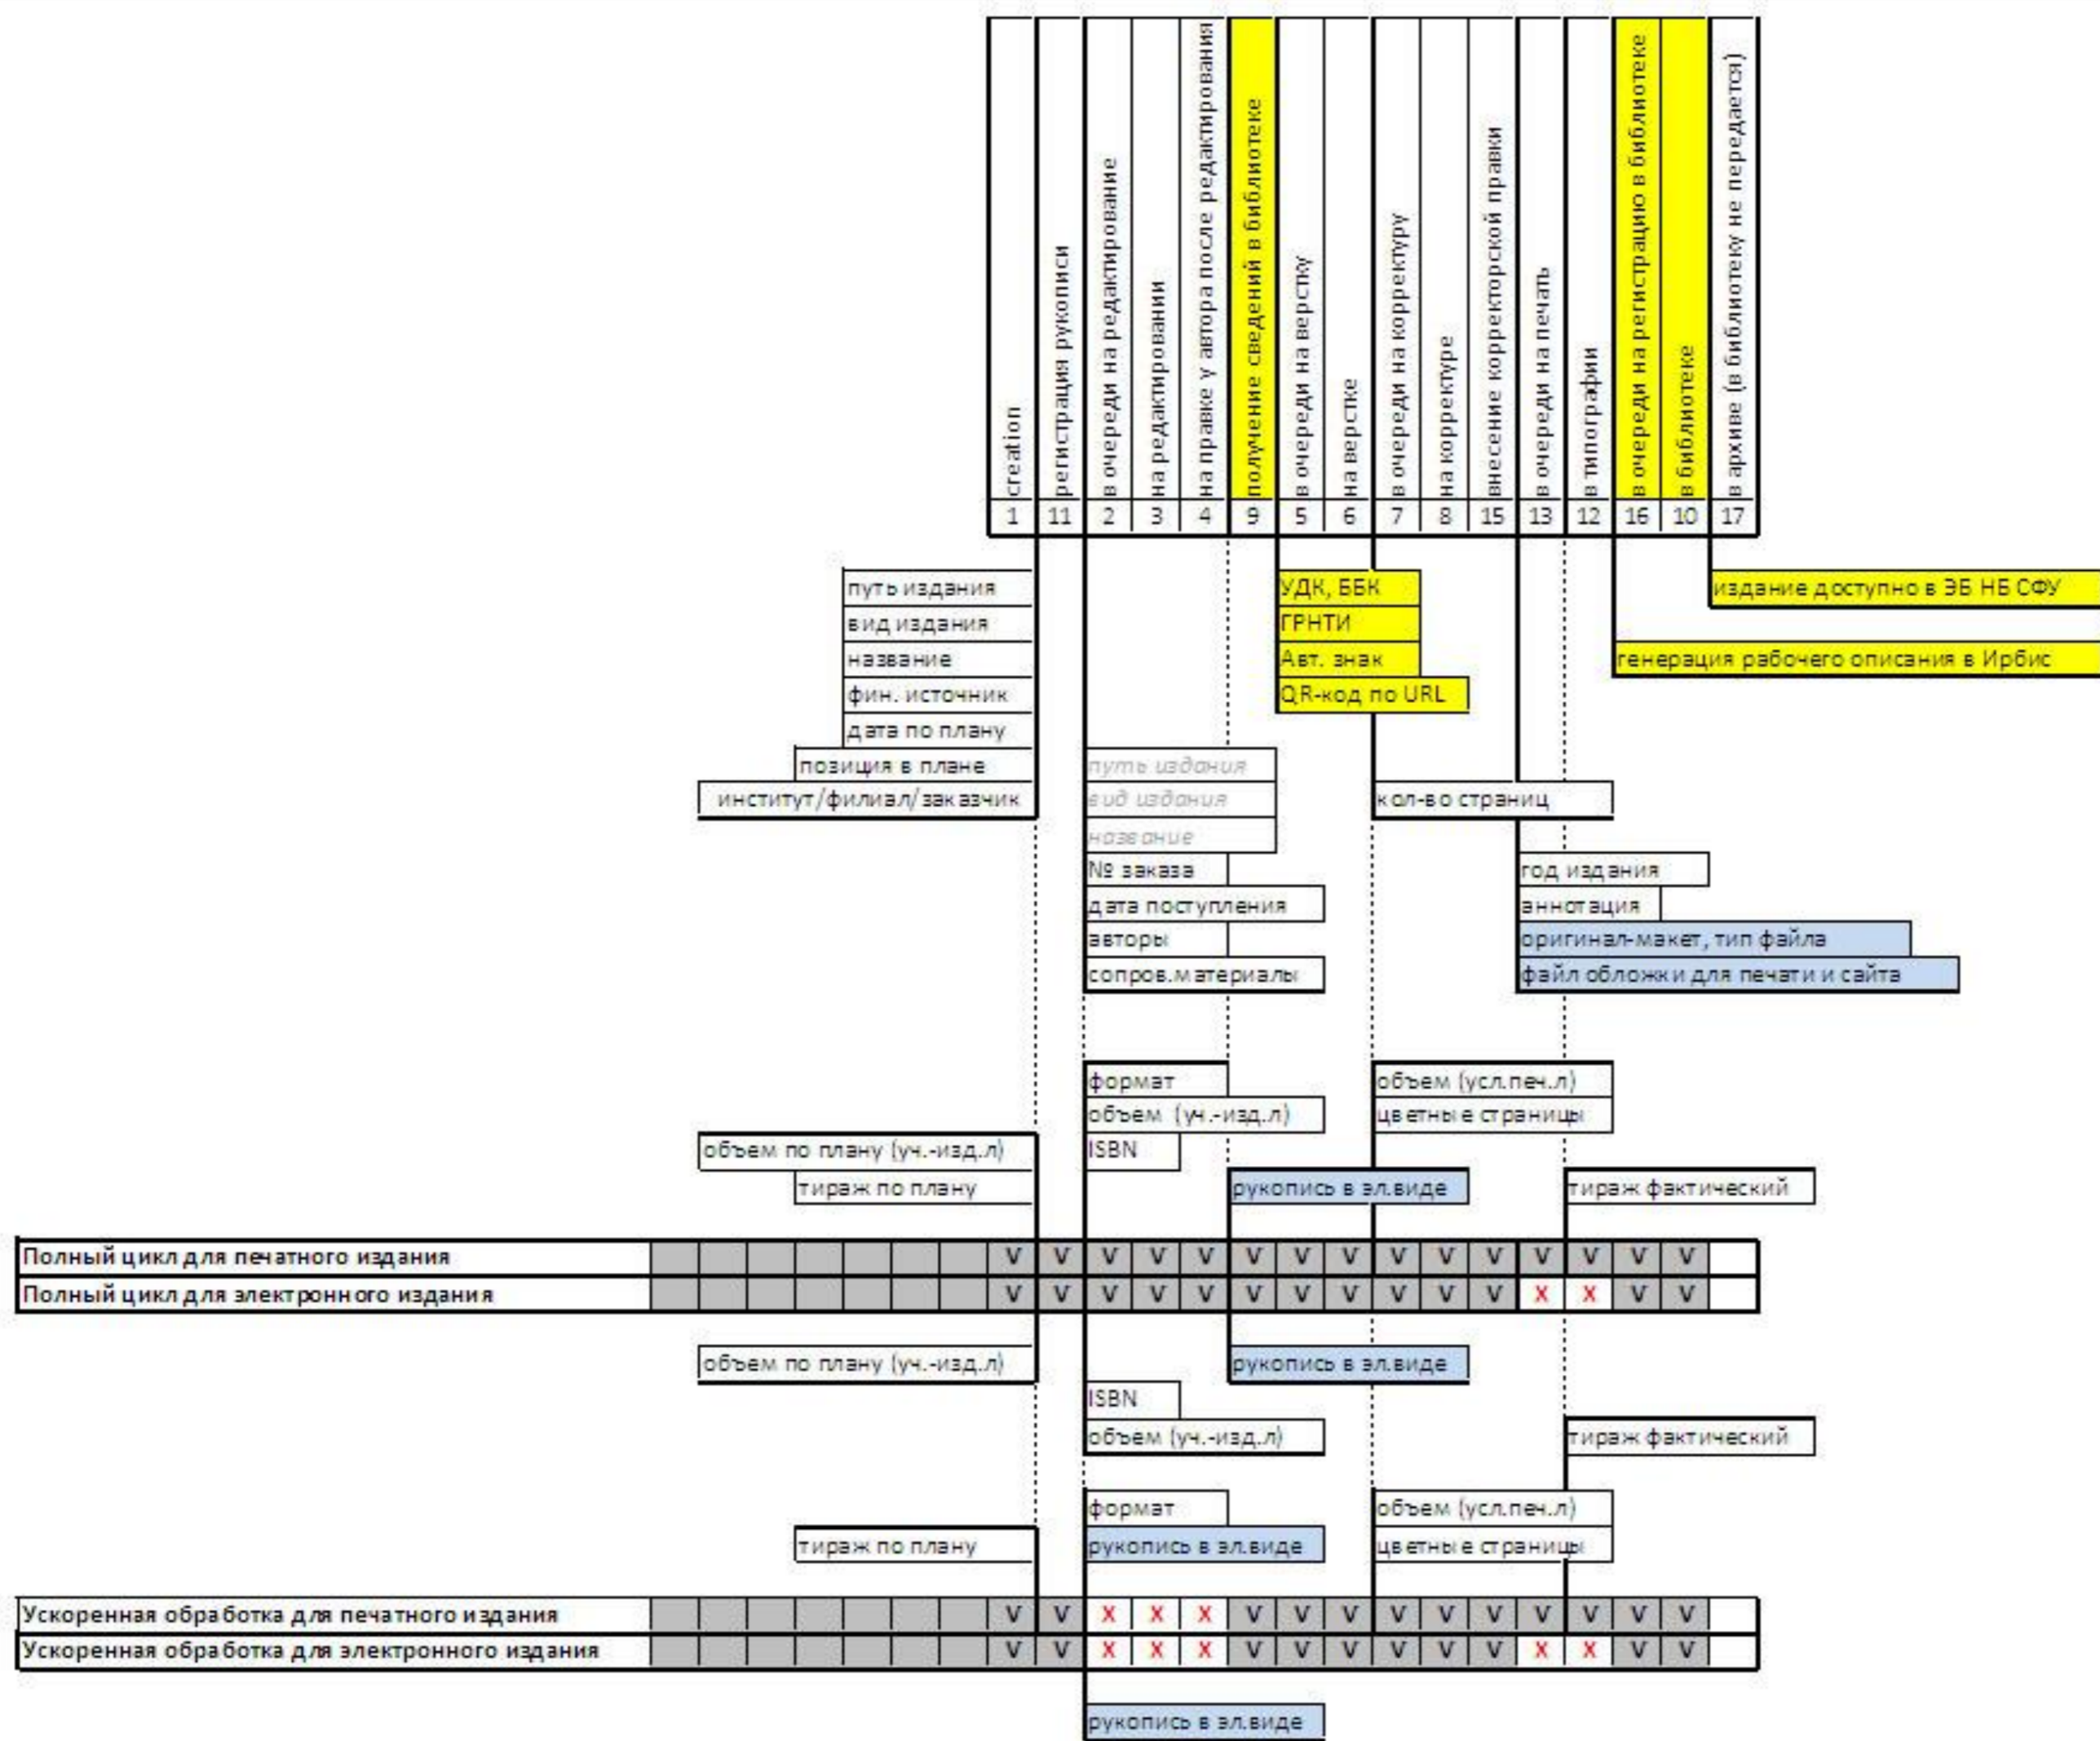 creation
регистрация рукописи
в очереди на редактирование
на редактировании
на правке у автора после редактирования
получение сведений в библиотеке
в очереди на верстку
на верстке
в очереди на корректуру
на корректуре
внесение корректорской правки
в очереди на печать
в типографии
в очереди на регистрацию в библиотеке
в библиотеке
в архиве (в библиотеку не передается)
1 11 2 3 4 9 5 6 7 8 15 13 12 16 10 17
путь издания
вид издания
название
фин. источник
дата по плану
позиция в плане
институт/филиал/заказчик
путь издания
вид издания
название
№ заказа
дата поступления
авторы
сопров.материалы
УДК, ББК
ГРНТИ
Авт. знак
QR-код по URL
кол-во страниц
год издания
аннотация
оригинал-макет, тип файла
файл обложки для печати и сайта
издание доступно в ЭБ НБ СФУ
генерация рабочего описания в Ирбис
формат
объем (уч.-изд.л)
ISBN
объем (усл.печ.л)
цветные страницы
объем по плану (уч.-изд.л)
тираж по плану
рукопись в эл.виде
тираж фактический
Полный цикл для печатного издания V V V V V V V V V V V V V V V
Полный цикл для электронного издания V V V V V V V V V V V X X V V
объем по плану (уч.-изд.л)
рукопись в эл.виде
ISBN
объем (уч.-изд.л)
тираж фактический
формат
объем (усл.печ.л)
тираж по плану
рукопись в эл.виде
цветные страницы
Ускоренная обработка для печатного издания V V X X X V V V V V V V V V V
Ускоренная обработка для электронного издания V V X X X V V V V V V X X V V
рукопись в эл.виде